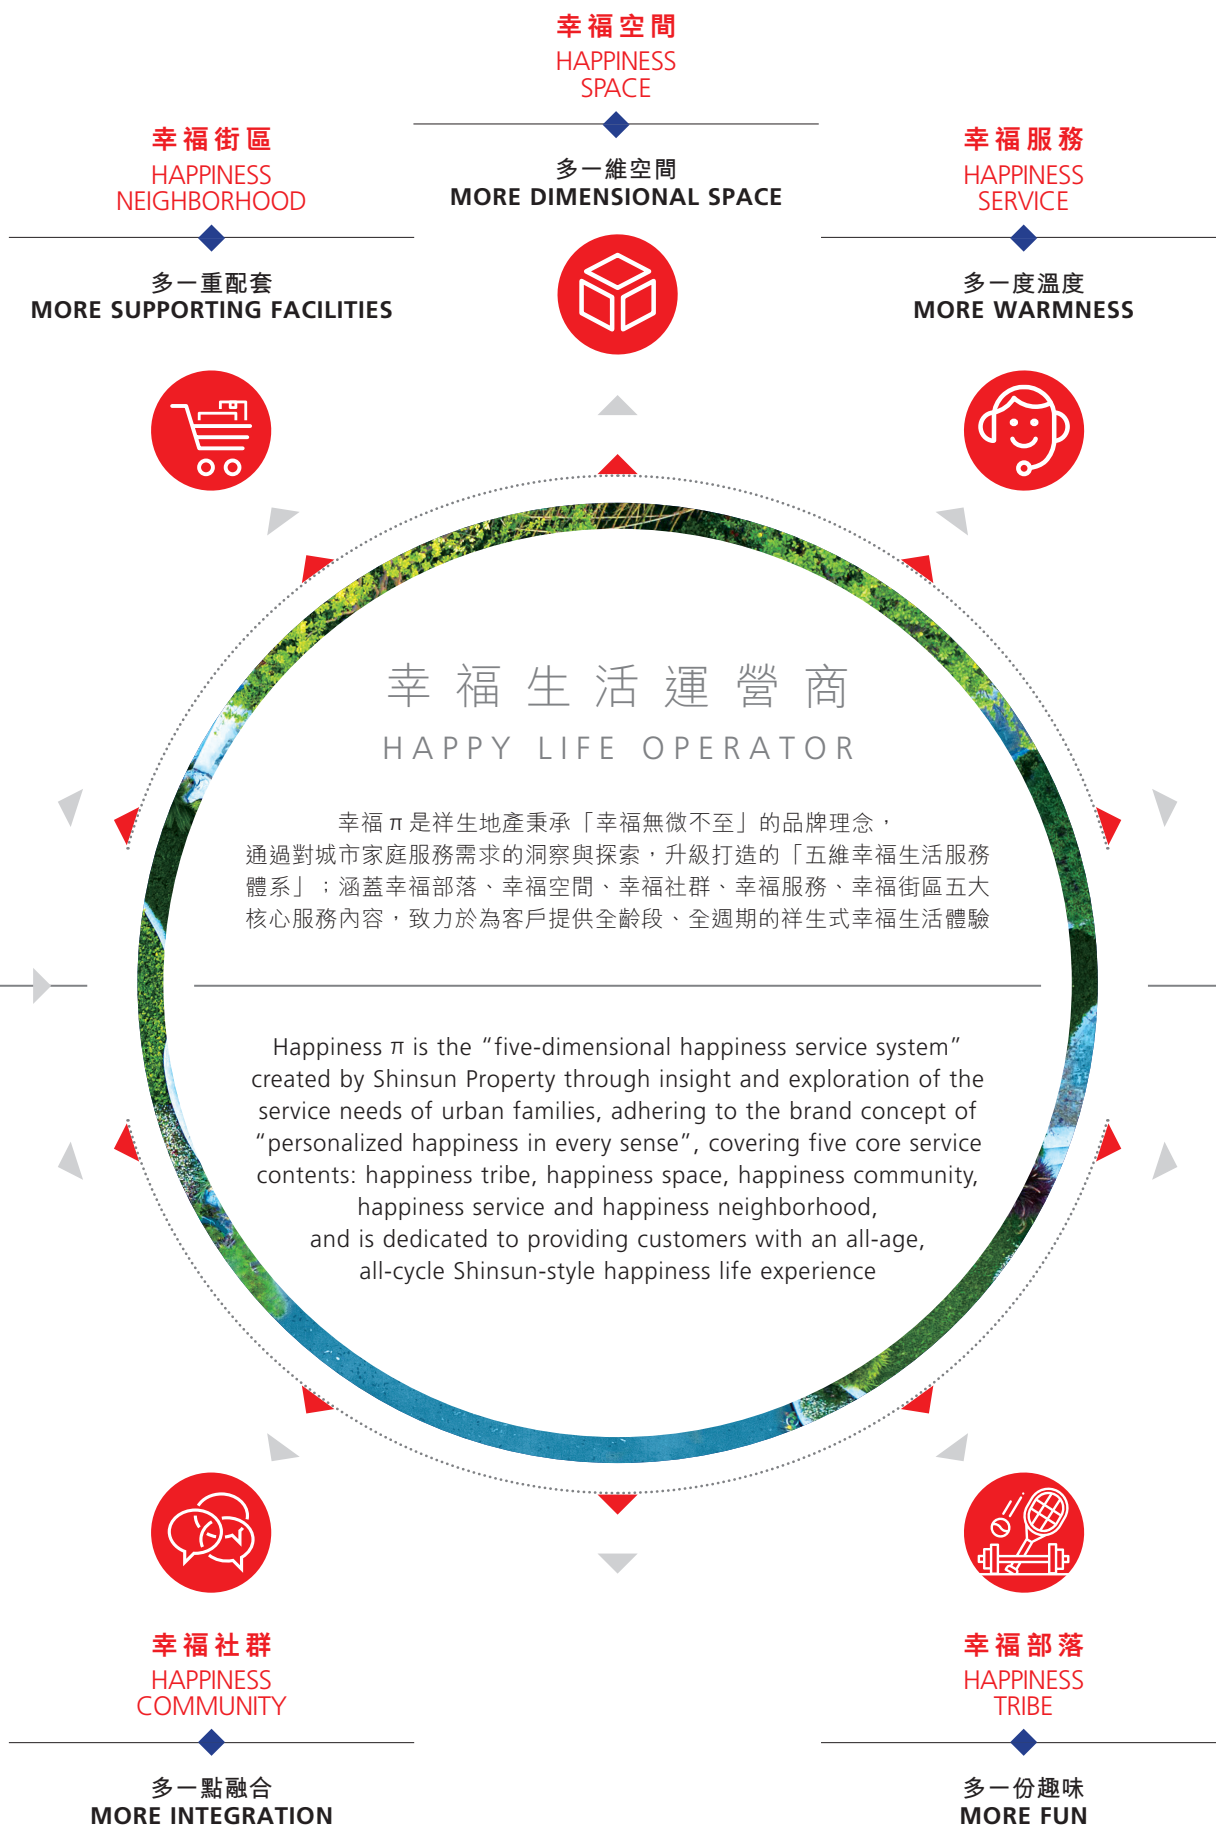 幸福空間
HAPPINESS
SPACE
多一維空間
MORE DIMENSIONAL SPACE
幸福街區
HAPPINESS
NEIGHBORHOOD
多一重配套
MORE SUPPORTING FACILITIES
幸福服務
HAPPINESS
SERVICE
多一度溫度
MORE WARMNESS
幸福生活運營商
HAPPY LIFE OPERATOR
幸福 π 是祥生地產秉承「幸福無微不至」的品牌理念，
通過對城市家庭服務需求的洞察與探索，升級打造的「五維幸福生活服務
體系」；涵蓋幸福部落、幸福空間、幸福社群、幸福服務、幸福街區五大
核心服務內容，致力於為客戶提供全齡段、全週期的祥生式幸福生活體驗
Happiness π is the “five-dimensional happiness service system”
created by Shinsun Property through insight and exploration of the
service needs of urban families, adhering to the brand concept of
“personalized happiness in every sense”, covering five core service
contents: happiness tribe, happiness space, happiness community,
happiness service and happiness neighborhood,
and is dedicated to providing customers with an all-age,
all-cycle Shinsun-style happiness life experience
幸福社群
HAPPINESS
COMMUNITY
多一點融合
MORE INTEGRATION
幸福部落
HAPPINESS
TRIBE
多一份趣味
MORE FUN